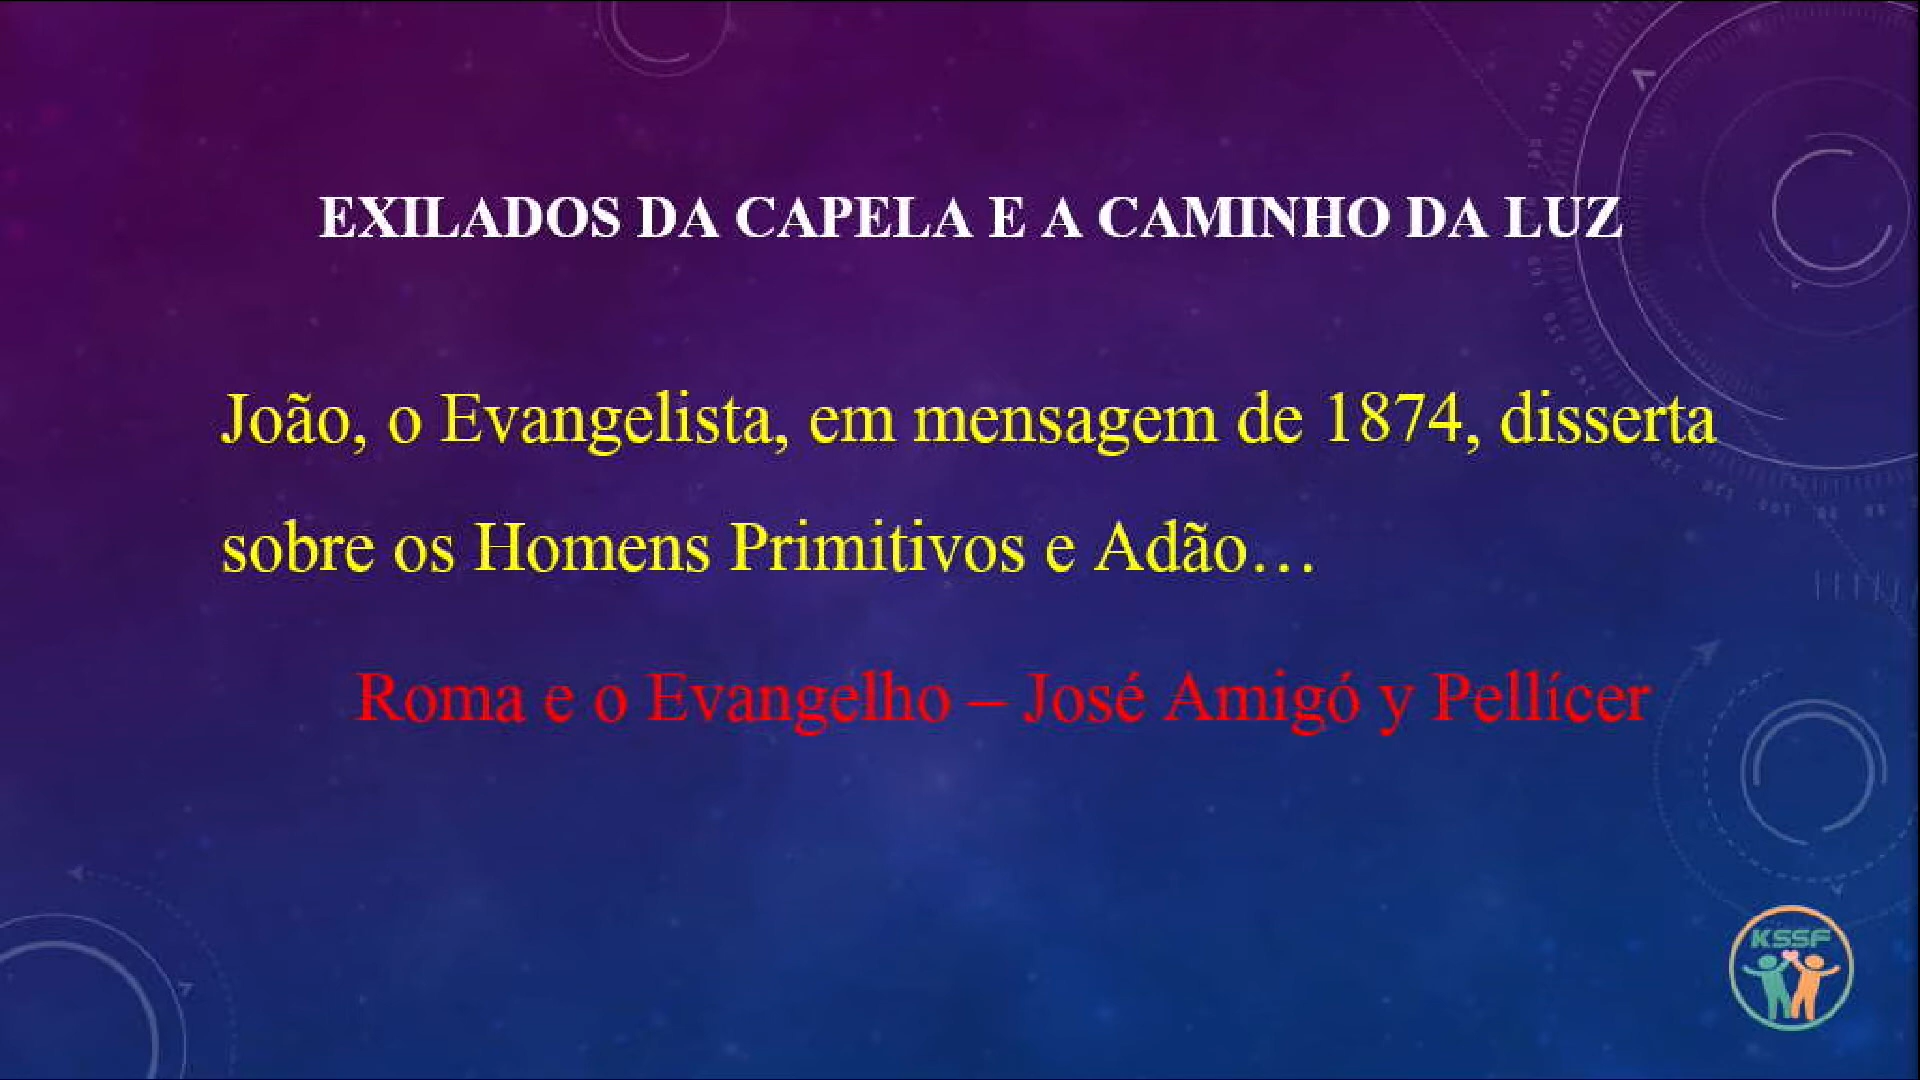 EXILADOS DA CAPELA E A CAMINHO DA LUZ
João, o Evangelista, em mensagem de 1874, disserta
sobre os Homens Primitivos e Adão…
Roma e o Evangelho – José Amigó y Pellícer
KSSF